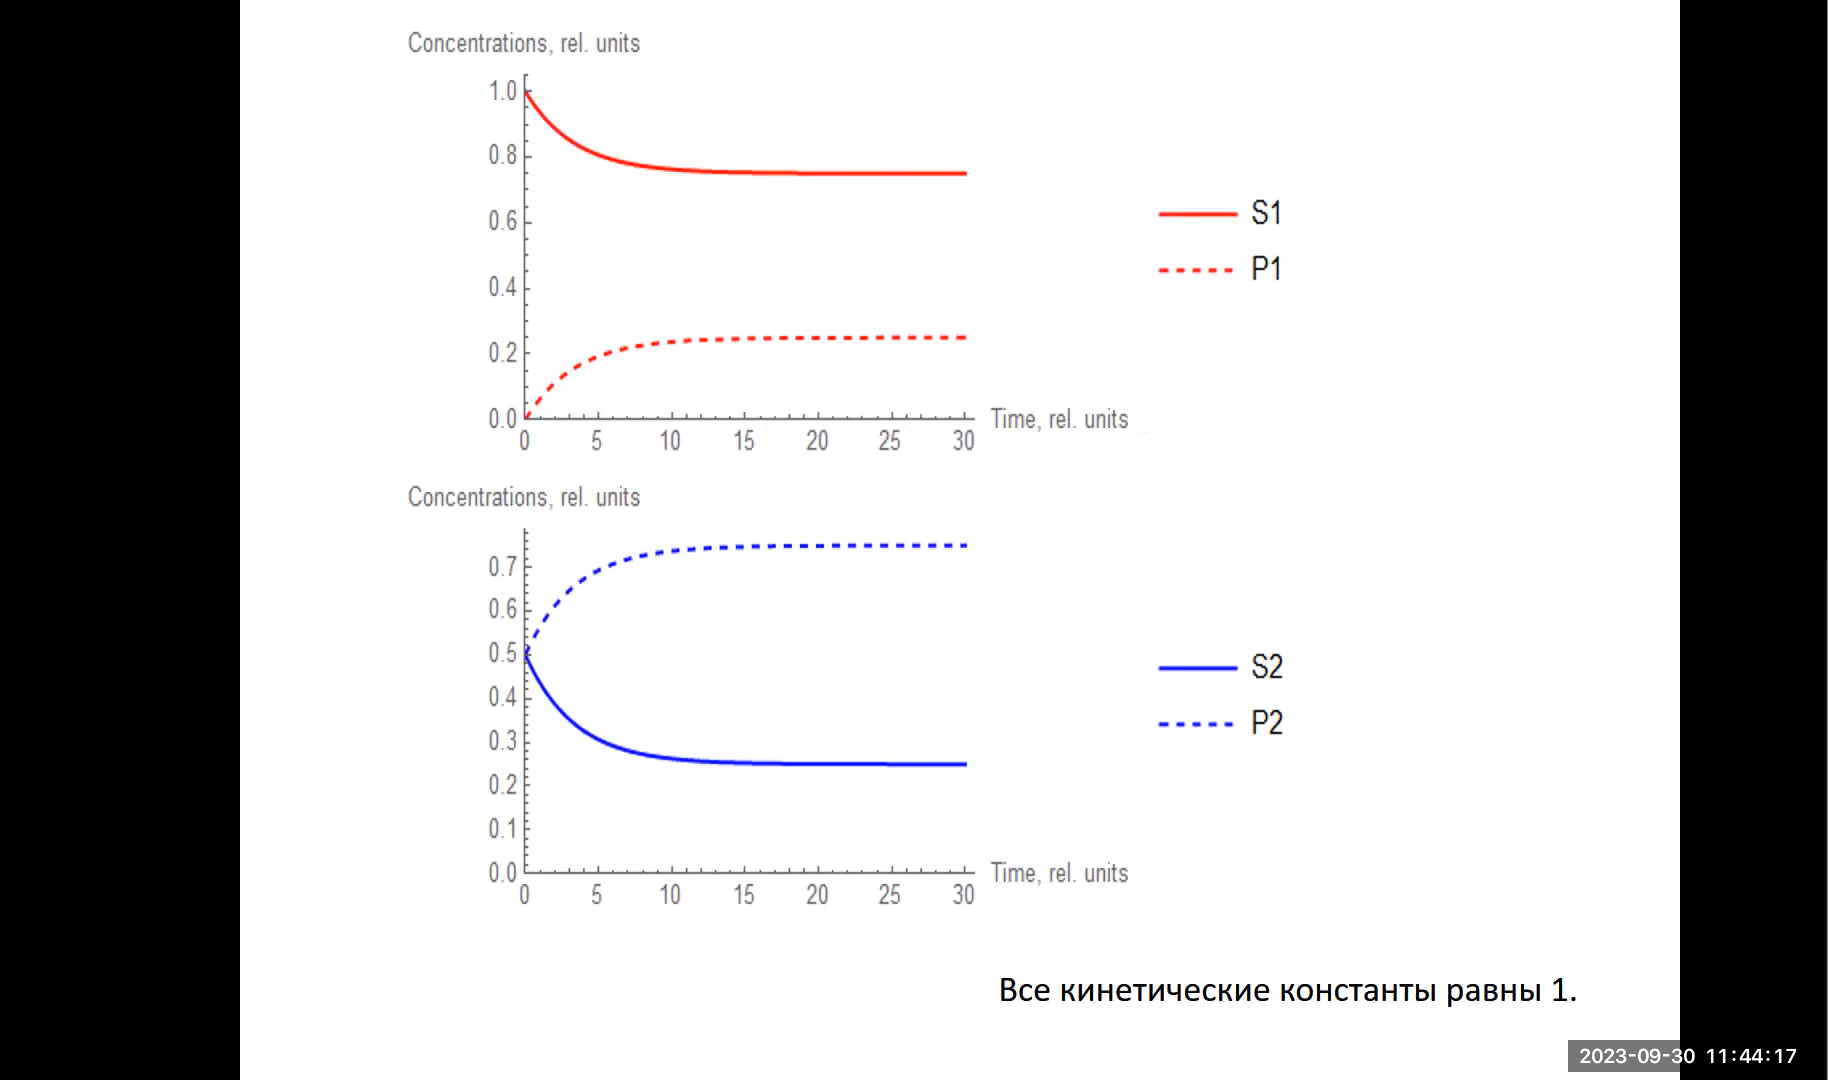 Concentrations, rel. units
1.0
0.8
0.6
0.4
0.2
0.0
0 5 10 15 20 25 30
Time, rel. units
S1
P1
Concentrations, rel. units
0.7
0.6
0.5
0.4
0.3
0.2
0.1
0.0
0 5 10 15 20 25 30
Time, rel. units
S2
P2
Все кинетические константы равны 1.
2023-09-30 11:44:17